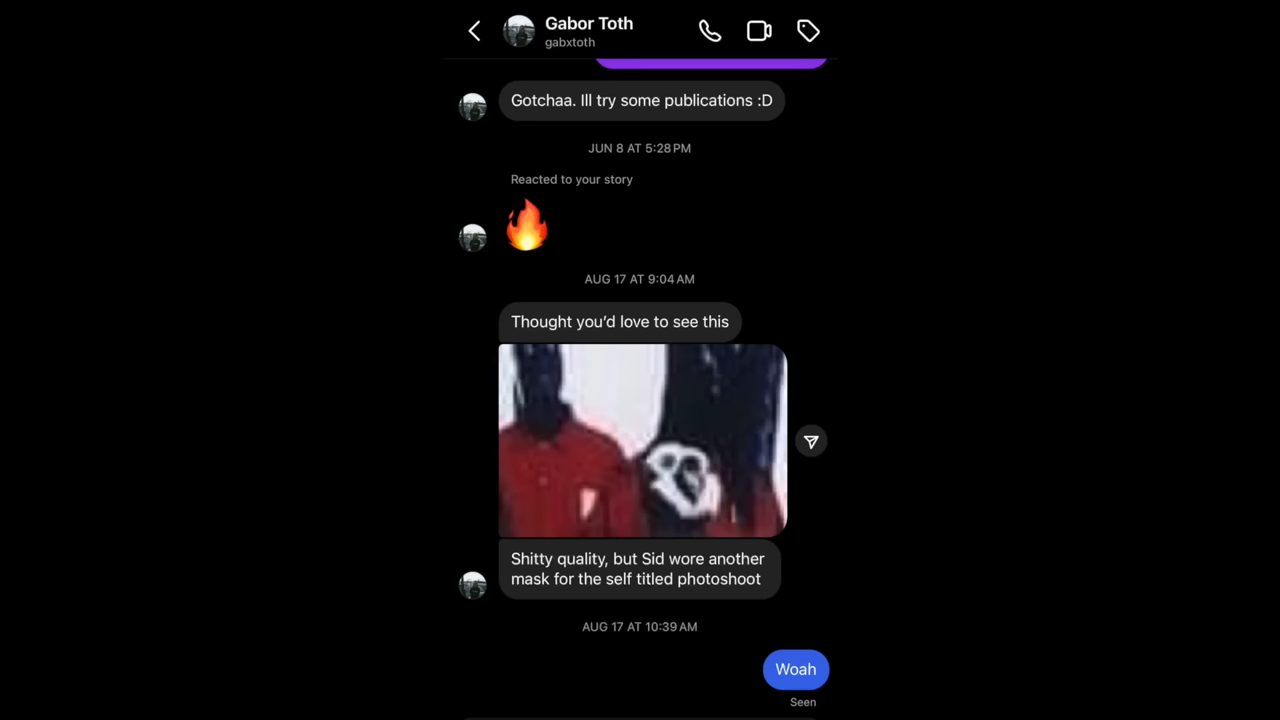 Gabor Toth
gabxtoth
Gotchaa. Ill try some publications :D
JUN 8 AT 5:28 PM
Reacted to your story
AUG 17 AT 9:04 AM
Thought you’d love to see this
Shitty quality, but Sid wore another
mask for the self titled photoshoot
AUG 17 AT 10:39 AM
Woah
Seen